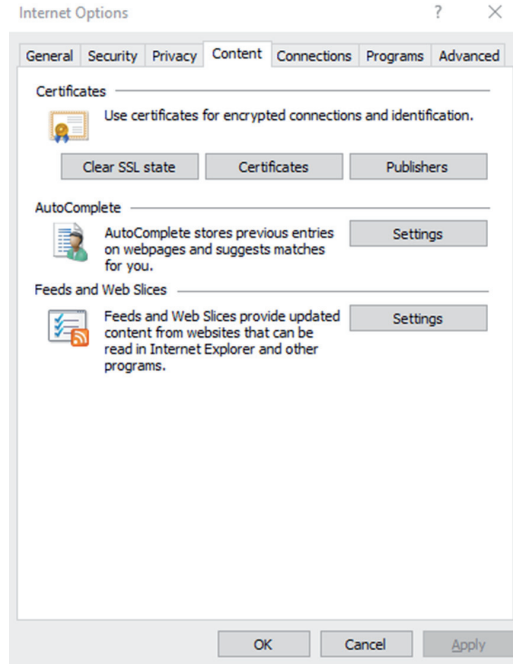 Internet Options ? ×
General Security Privacy Content Connections Programs Advanced
Certificates
Use certificates for encrypted connections and identification.
Clear SSL state Certificates Publishers
AutoComplete
AutoComplete stores previous entries
on webpages and suggests matches
for you.
Settings
Feeds and Web Slices
Feeds and Web Slices provide updated
content from websites that can be
read in Internet Explorer and other
programs.
Settings
OK Cancel Apply